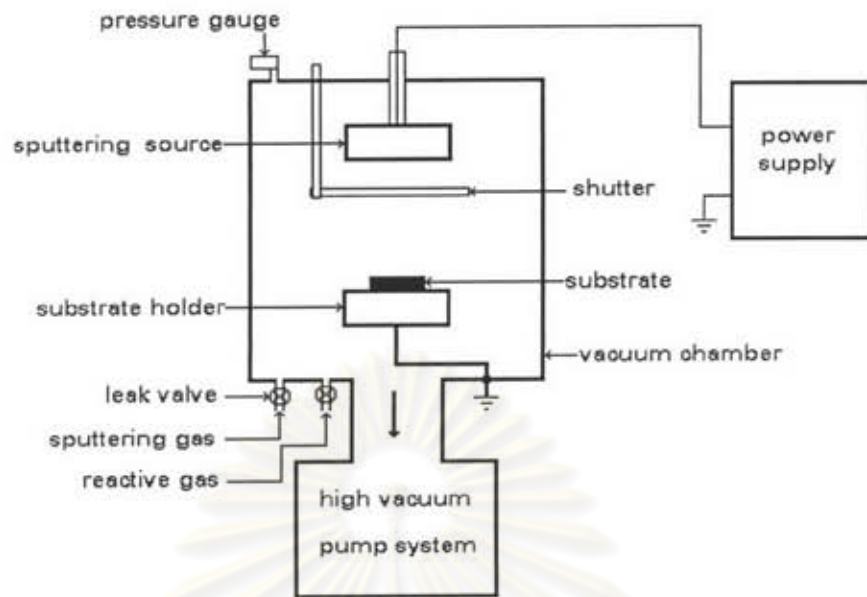 pressure gauge
sputtering source
power
supply
shutter
substrate
substrate holder
vacuum chamber
leak valve
sputtering gas
reactive gas
high vacuum
pump system